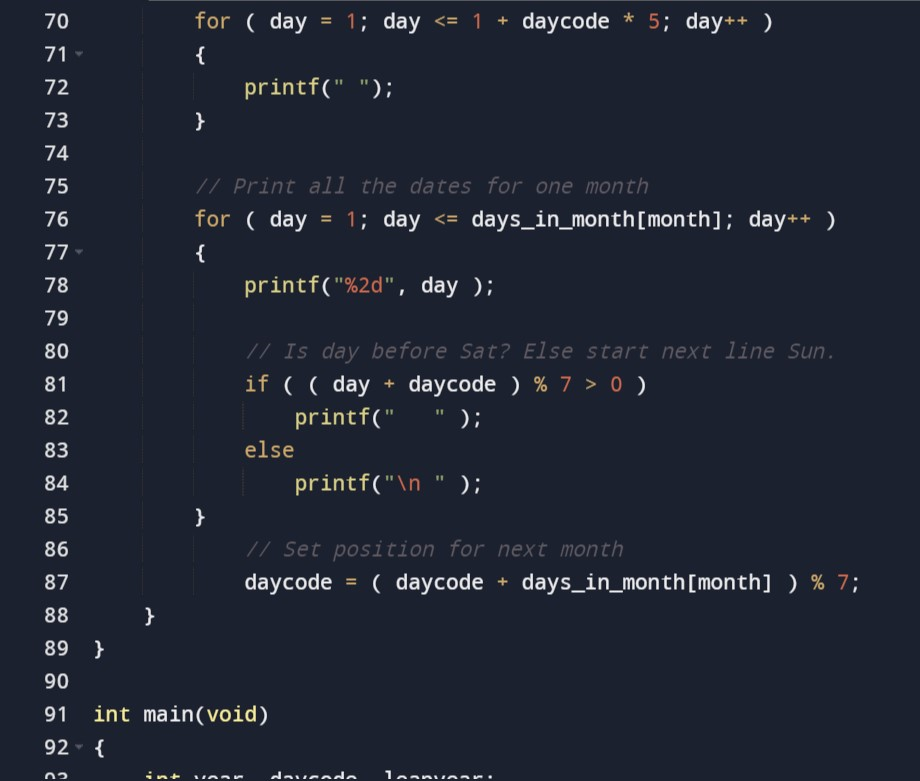 70 for ( day = 1; day <= 1 + daycode * 5; day++ )
71 {
72 printf(" ");
73 }
74
75 // Print all the dates for one month
76 for ( day = 1; day <= days_in_month[month]; day++ )
77 {
78 printf("%2d", day );
79
80 // Is day before Sat? Else start next line Sun.
81 if ( ( day + daycode ) % 7 > 0 )
82 printf("   " );
83 else
84 printf("\n " );
85 }
86 // Set position for next month
87 daycode = ( daycode + days_in_month[month] ) % 7;
88 }
89 }
90
91 int main(void)
92 {
93 int year, daycode, leapyear;